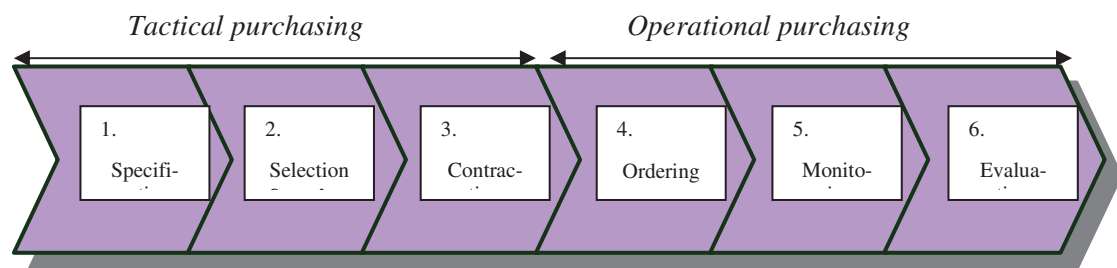 Tactical purchasing
Operational purchasing
1.
Specifi-
2.
Selection
3.
Contrac-
4.
Ordering
5.
Monito-
6.
Evalua-